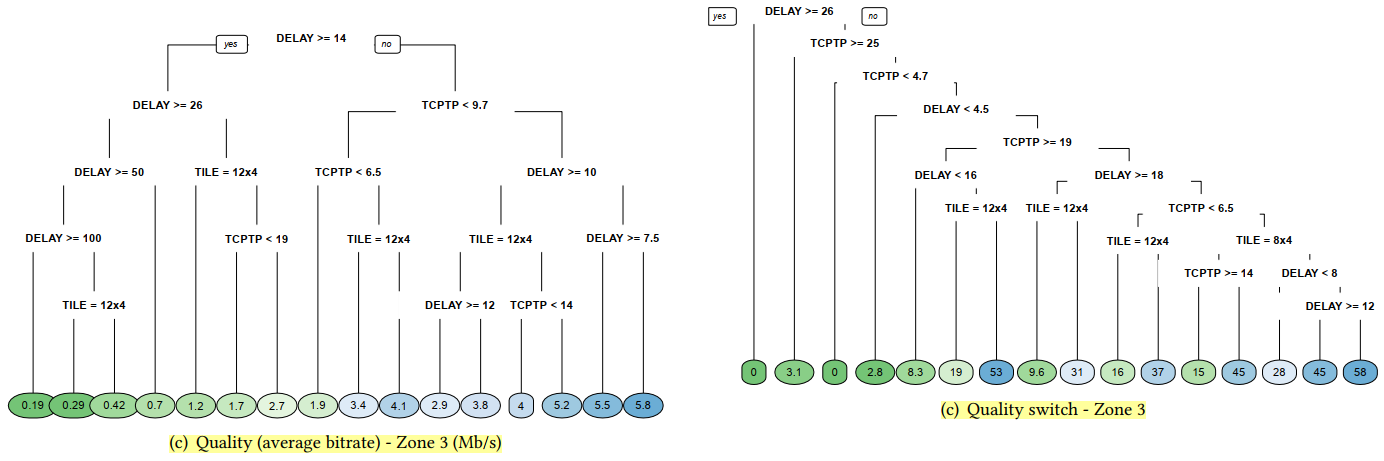 yes
DELAY >= 14
no
DELAY >= 26
TCPTP < 9.7
DELAY >= 50
TILE = 12x4
TCPTP < 6.5
DELAY >= 10
DELAY >= 100
TCPTP < 19
TILE = 12x4
TILE = 12x4
DELAY >= 7.5
TILE = 12x4
DELAY >= 12
TCPTP < 14
0.19 0.29 0.42 0.7 1.2 1.7 2.7 1.9 3.4 4.1 2.9 3.8 4 5.2 5.5 5.8
(c) Quality (average bitrate) - Zone 3 (Mb/s)
yes
DELAY >= 26
no
TCPTP >= 25
TCPTP < 4.7
DELAY < 4.5
TCPTP >= 19
DELAY < 16
DELAY >= 18
TILE = 12x4
TILE = 12x4
TCPTP < 6.5
TILE = 12x4
TILE = 8x4
TCPTP >= 14
DELAY < 8
DELAY >= 12
0 3.1 0 2.8 8.3 19 53 9.6 31 16 37 15 45 28 45 58
(c) Quality switch - Zone 3